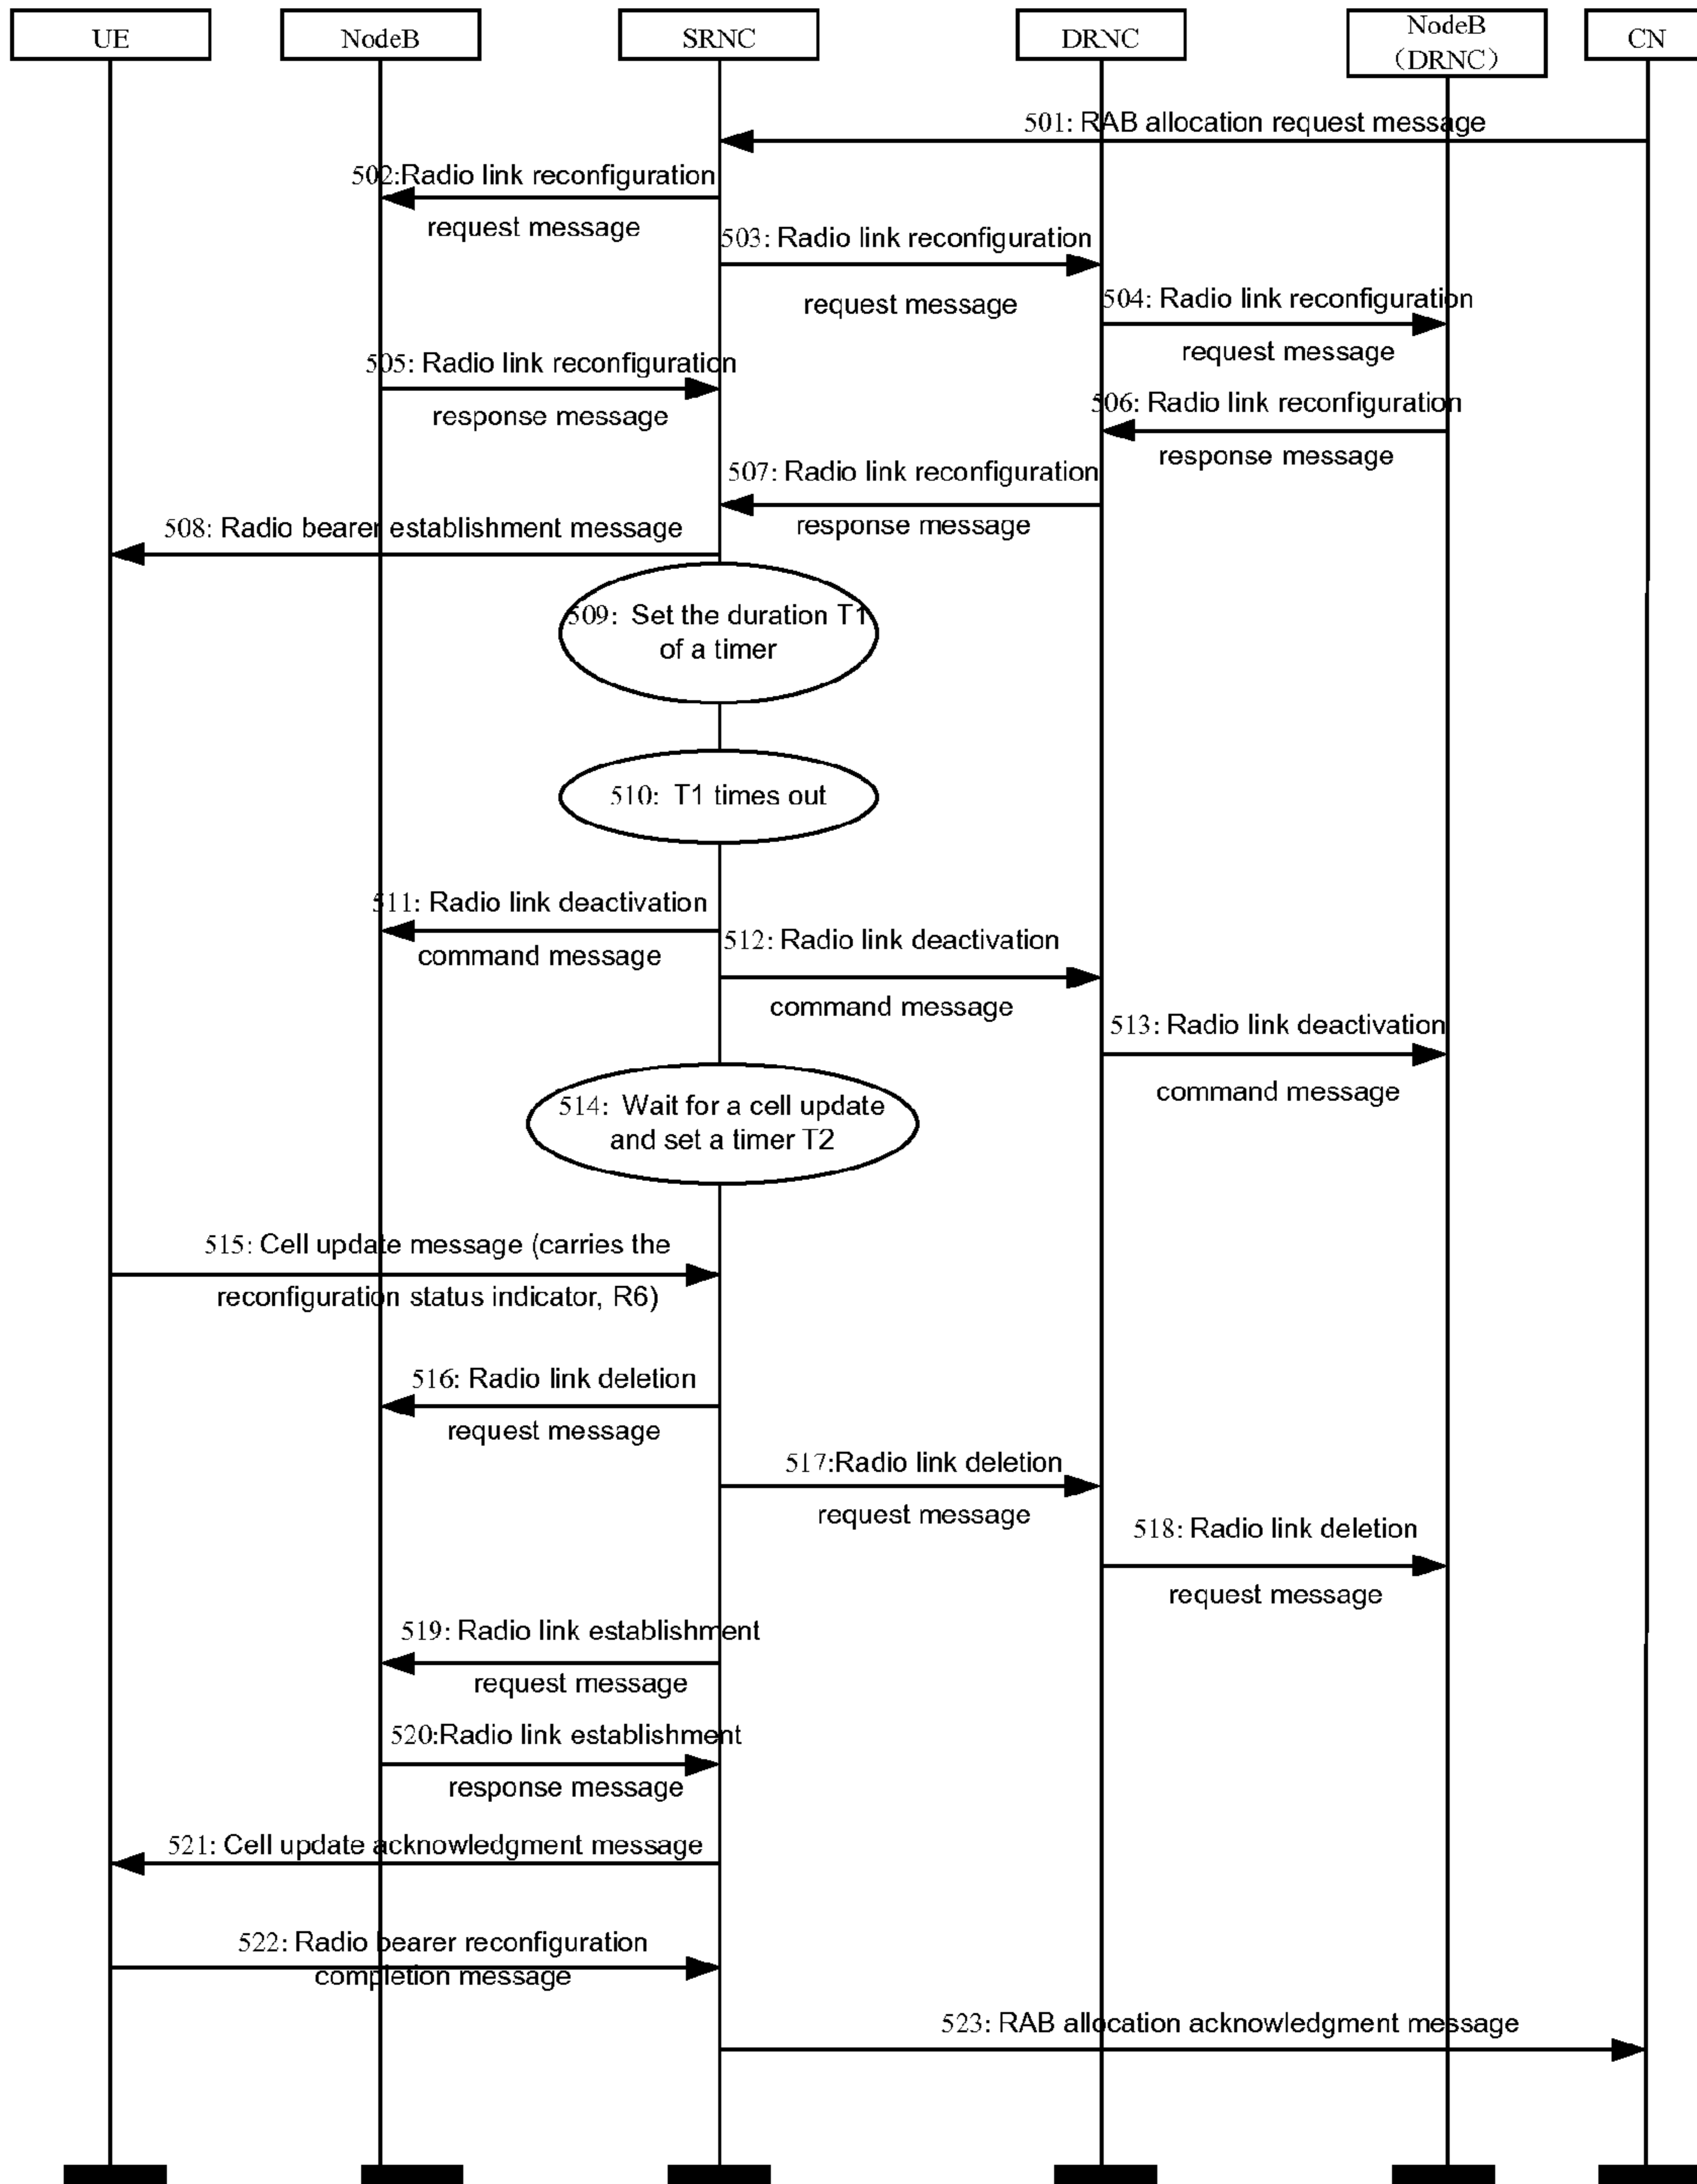 UE
NodeB
SRNC
DRNC
NodeB
(DRNC)
CN
501: RAB allocation request message
502:Radio link reconfiguration
request message
503: Radio link reconfiguration
request message
504: Radio link reconfiguration
request message
505: Radio link reconfiguration
response message
506: Radio link reconfiguration
response message
507: Radio link reconfiguration
response message
508: Radio bearer establishment message
509: Set the duration T1
of a timer
510: T1 times out
511: Radio link deactivation
command message
512: Radio link deactivation
command message
513: Radio link deactivation
command message
514: Wait for a cell update
and set a timer T2
515: Cell update message (carries the
reconfiguration status indicator, R6)
516: Radio link deletion
request message
517:Radio link deletion
request message
518: Radio link deletion
request message
519: Radio link establishment
request message
520:Radio link establishment
response message
521: Cell update acknowledgment message
522: Radio bearer reconfiguration
completion message
523: RAB allocation acknowledgment message